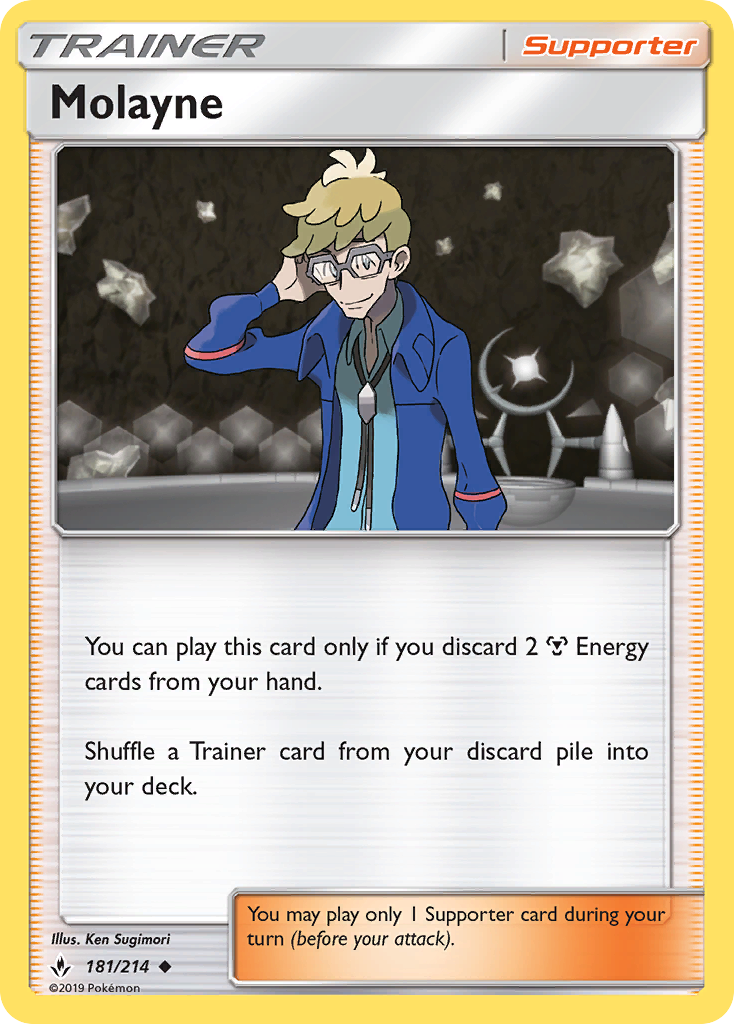 TRAINER
Supporter
Molayne
You can play this card only if you discard 2 Energy
cards from your hand.
Shuffle a Trainer card from your discard pile into
your deck.
You may play only 1 Supporter card during your
turn (before your attack).
Illus. Ken Sugimori
181/214
©2019 Pokémon